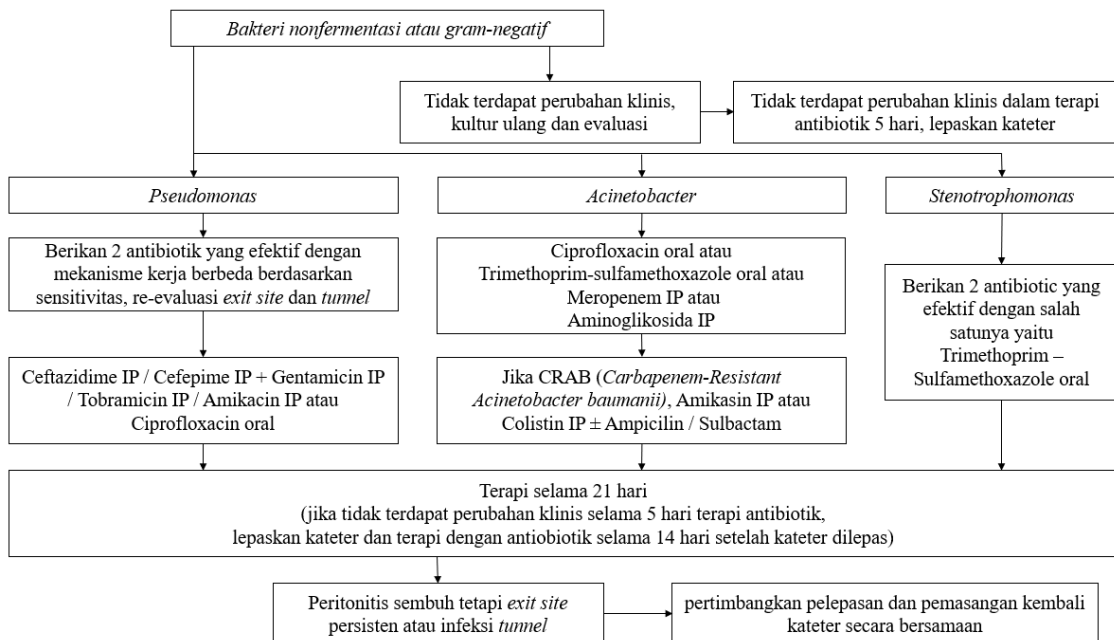 Bakteri nonfermentasi atau gram-negatif
Tidak terdapat perubahan klinis,
kultur ulang dan evaluasi
Tidak terdapat perubahan klinis dalam terapi
antibiotik 5 hari, lepaskan kateter
Pseudomonas
Acinetobacter
Stenotrophomonas
Berikan 2 antibiotik yang efektif dengan
mekanisme kerja berbeda berdasarkan
sensitivitas, re-evaluasi exit site dan tunnel
Ciprofloxacin oral atau
Trimethoprim-sulfamethoxazole oral atau
Meropenem IP atau
Aminoglikosida IP
Berikan 2 antibiotic yang
efektif dengan salah
satunya yaitu
Trimethoprim –
Sulfamethoxazole oral
Ceftazidime IP / Cefepime IP + Gentamicin IP
/ Tobramicin IP / Amikacin IP atau
Ciprofloxacin oral
Jika CRAB (Carbapenem-Resistant
Acinetobacter baumanii), Amikasin IP atau
Colistin IP ± Ampicilin / Sulbactam
Terapi selama 21 hari
(jika tidak terdapat perubahan klinis selama 5 hari terapi antibiotik,
lepaskan kateter dan terapi dengan antiobiotik selama 14 hari setelah kateter dilepas)
Peritonitis sembuh tetapi exit site
persisten atau infeksi tunnel
pertimbangkan pelepasan dan pemasangan kembali
kateter secara bersamaan